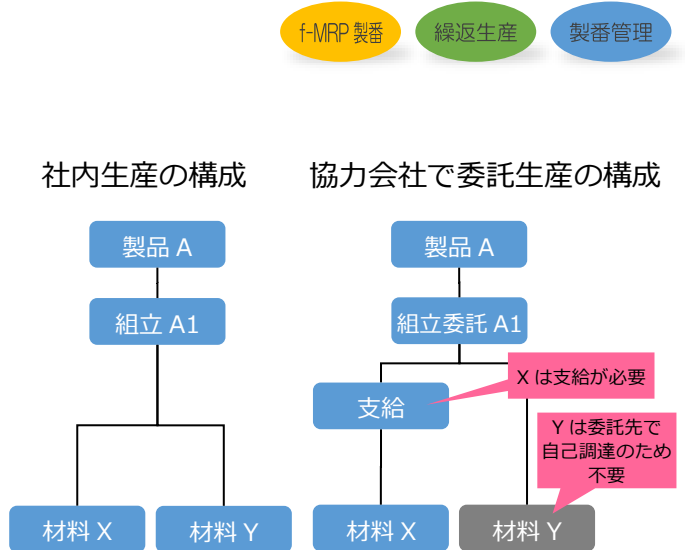 f-MRP 製番
繰返生産
製番管理
社内生産の構成
協力会社で委託生産の構成
製品 A
組立 A1
材料 X
材料 Y
製品 A
組立委託 A1
X は支給が必要
支給
Y は委託先で
自己調達のため
不要
材料 X
材料 Y